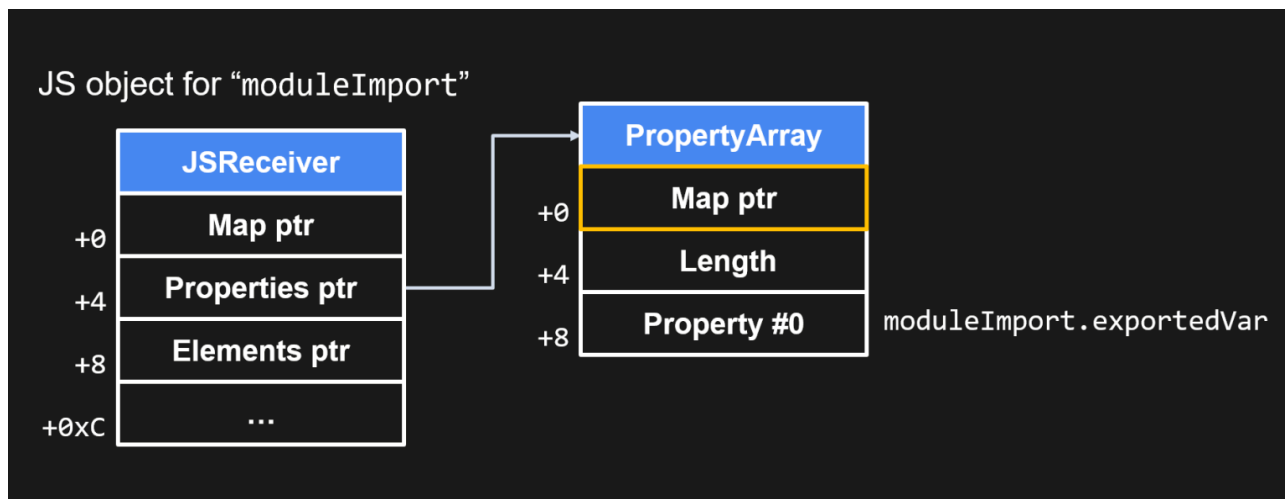 JS object for “moduleImport”
JSReceiver
+0 Map ptr
+4 Properties ptr
+8 Elements ptr
+0xC ...
PropertyArray
+0 Map ptr
+4 Length
+8 Property #0 moduleImport.exportedVar